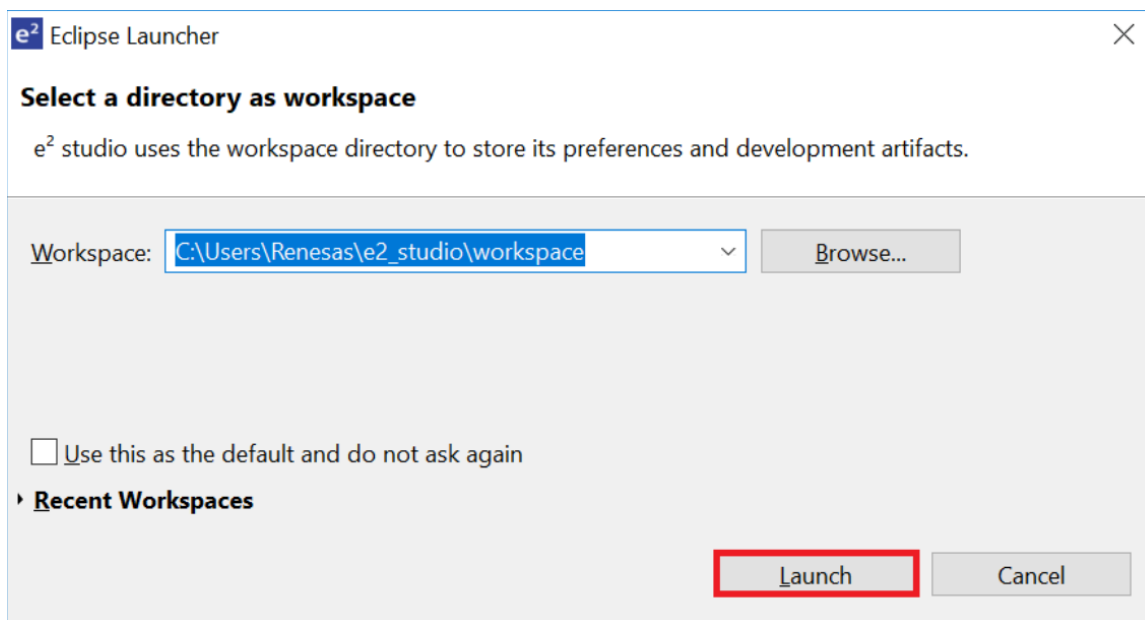 e² Eclipse Launcher
Select a directory as workspace
e² studio uses the workspace directory to store its preferences and development artifacts.
Workspace: C:\Users\Renesas\e2_studio\workspace Browse...
Use this as the default and do not ask again
Recent Workspaces
Launch Cancel